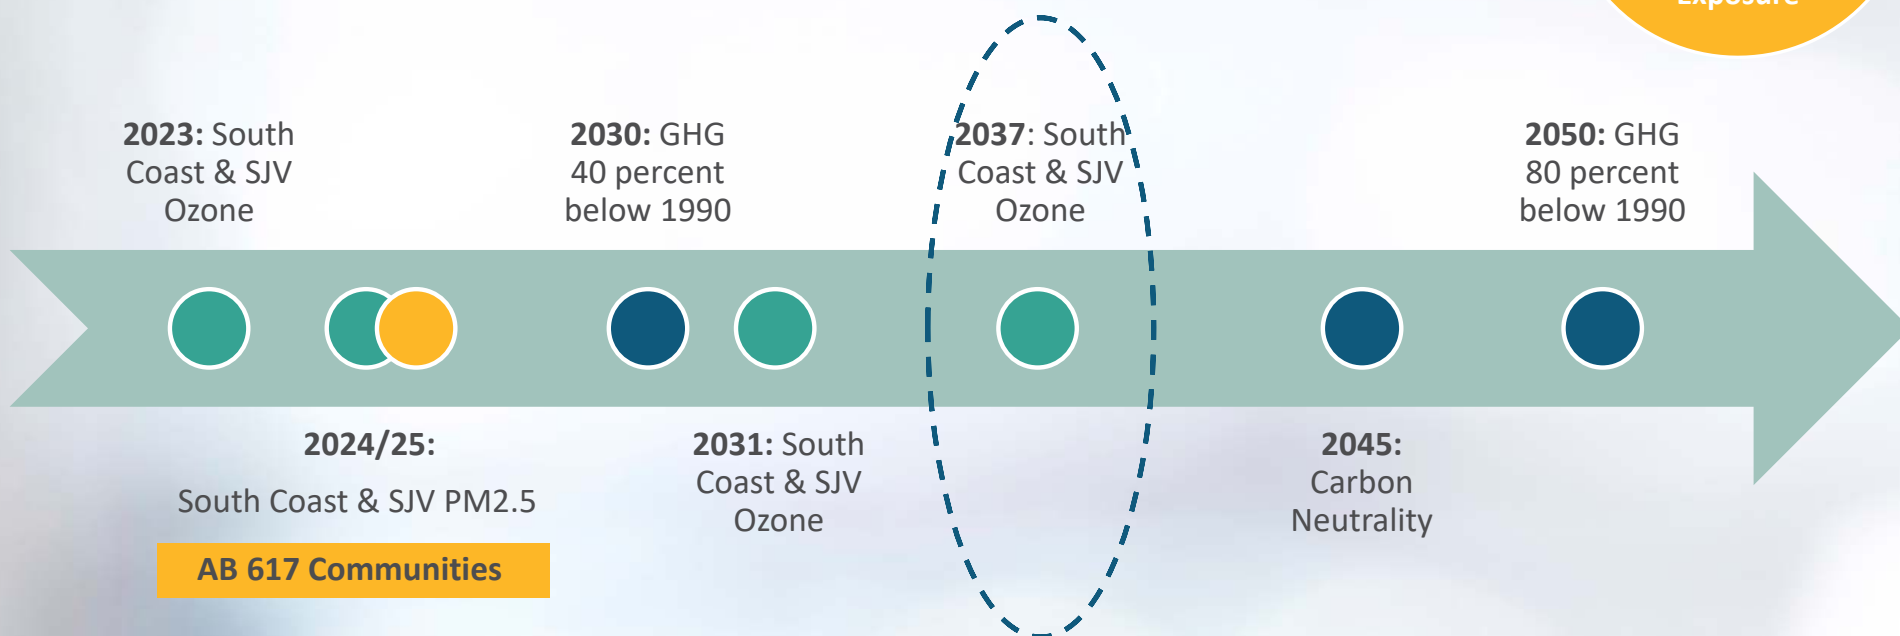 Exposure
2023: South
Coast & SJV
Ozone
2030: GHG
40 percent
below 1990
2037: South
Coast & SJV
Ozone
2050: GHG
80 percent
below 1990
2024/25:
South Coast & SJV PM2.5
AB 617 Communities
2031: South
Coast & SJV
Ozone
2045:
Carbon
Neutrality